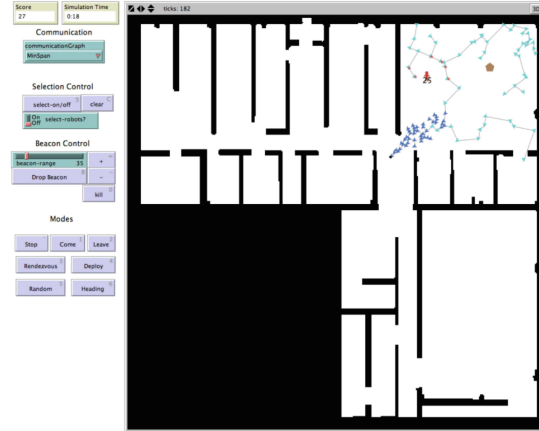 Score
27
Simulation Time
0:18
Communication
communicationGraph
MinSpan
Selection Control
select-on/off
clear
On
Off
select-robots?
Beacon Control
beacon-range 35
+
Drop Beacon
-
kill
Modes
Stop
Come
Leave
Rendezvous
Deploy
Random
Heading
ticks: 182
25